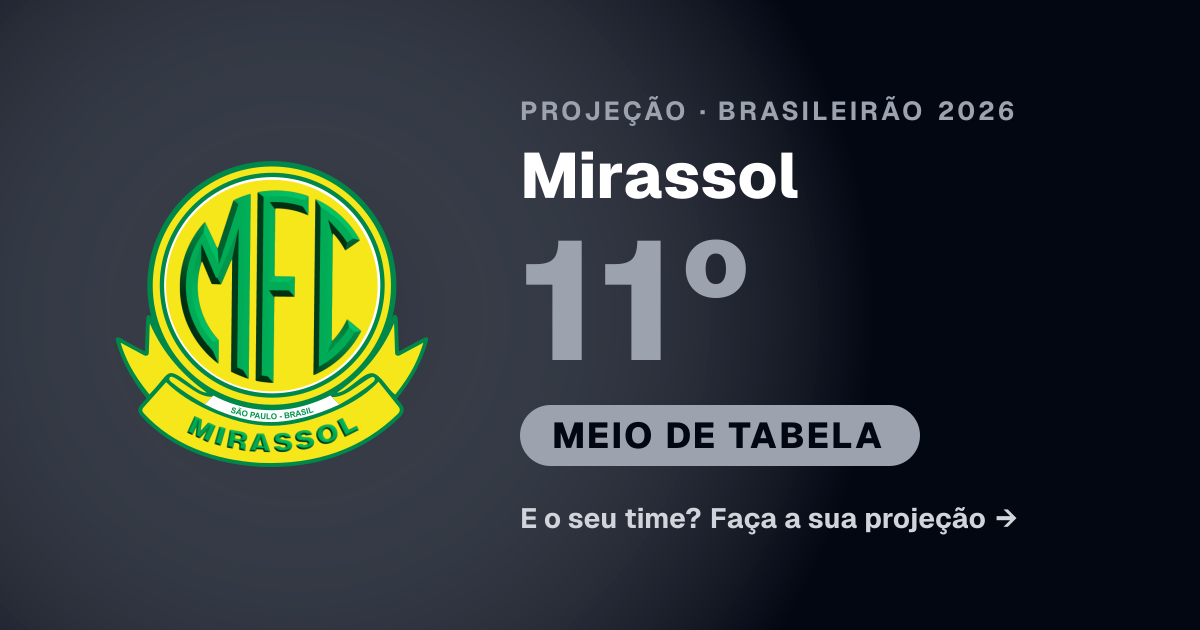 MFC
SÃO PAULO - BRASIL
MIRASSOL
PROJEÇÃO · BRASILEIRÃO 2026
Mirassol
11º
MEIO DE TABELA
E o seu time? Faça a sua projeção →